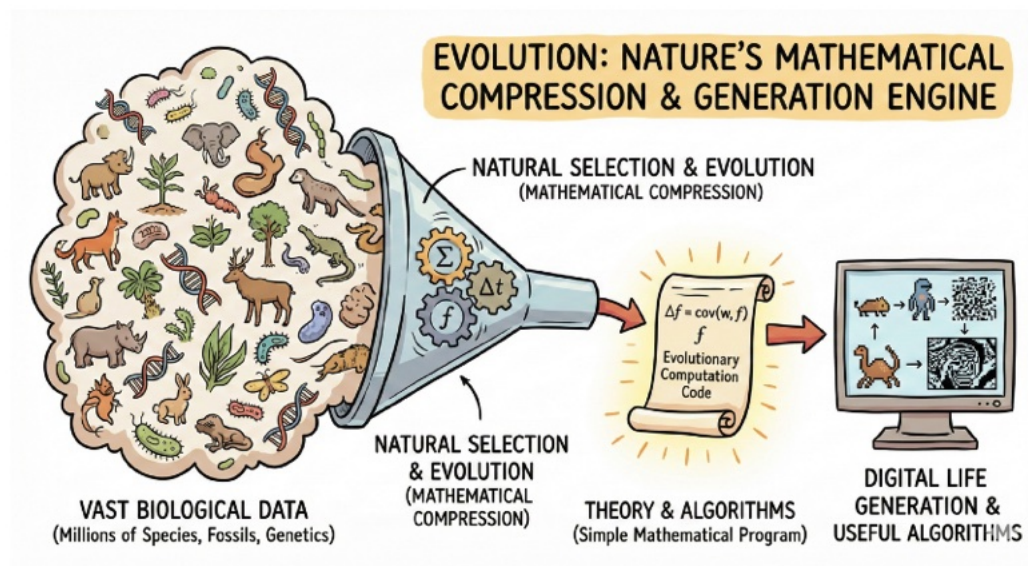 EVOLUTION: NATURE'S MATHEMATICAL
COMPRESSION & GENERATION ENGINE
NATURAL SELECTION & EVOLUTION
(MATHEMATICAL COMPRESSION)
Σ
Δt
f
Δf = cov(w, f)
f
Evolutionary
Computation
Code
NATURAL SELECTION
& EVOLUTION
(MATHEMATICAL
COMPRESSION)
VAST BIOLOGICAL DATA
(Millions of Species, Fossils, Genetics)
THEORY & ALGORITHMS
(Simple Mathematical Program)
DIGITAL LIFE
GENERATION &
USEFUL ALGORITHMS